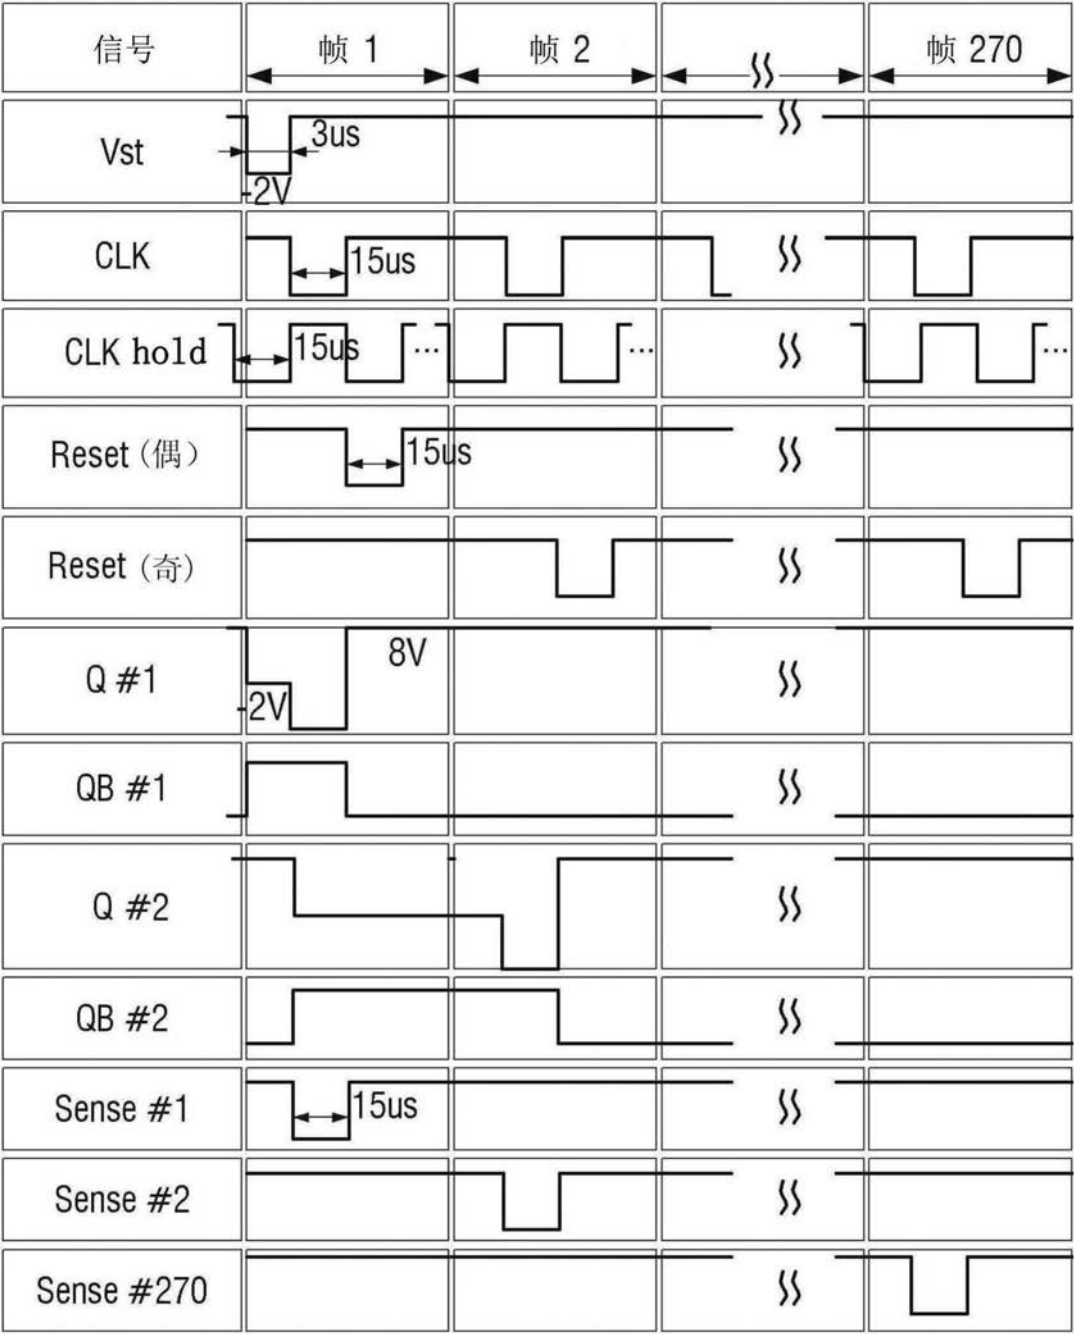 信号 帧 1 帧 2 帧 270
Vst 3us
-2V
CLK 15us
CLK hold 15us ... ... ...
Reset (偶) 15us
Reset (奇)
Q #1 8V
-2V
QB #1
Q #2
QB #2
Sense #1 15us
Sense #2
Sense #270